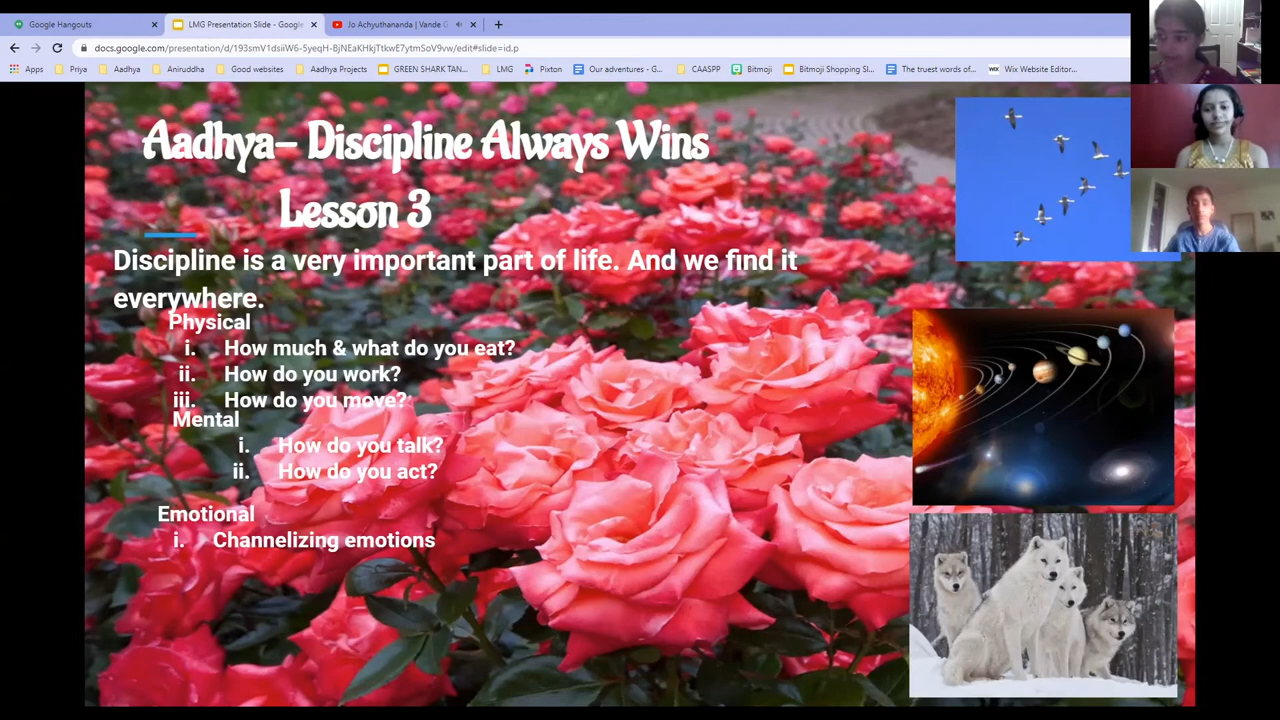 Google Hangouts
LMG Presentation Slide - Google
Jo Achyuthananda | Vande G
docs.google.com/presentation/d/193smV1dsiiW6-5yeqH-BjNEaKHkjTtkwE7ytmSoV9vw/edit#slide=id.p
Apps
Priya
Aadhya
Aniruddha
Good websites
Aadhya Projects
GREEN SHARK TAN...
LMG
Pixton
Our adventures - G...
CAASPP
Bitmoji
Bitmoji Shopping Sl...
The truest words of...
WIX Wix Website Editor...
Aadhya– Discipline Always Wins
Lesson 3
Discipline is a very important part of life. And we find it
everywhere.
Physical
i. How much & what do you eat?
ii. How do you work?
iii. How do you move?
Mental
i. How do you talk?
ii. How do you act?
Emotional
i. Channelizing emotions